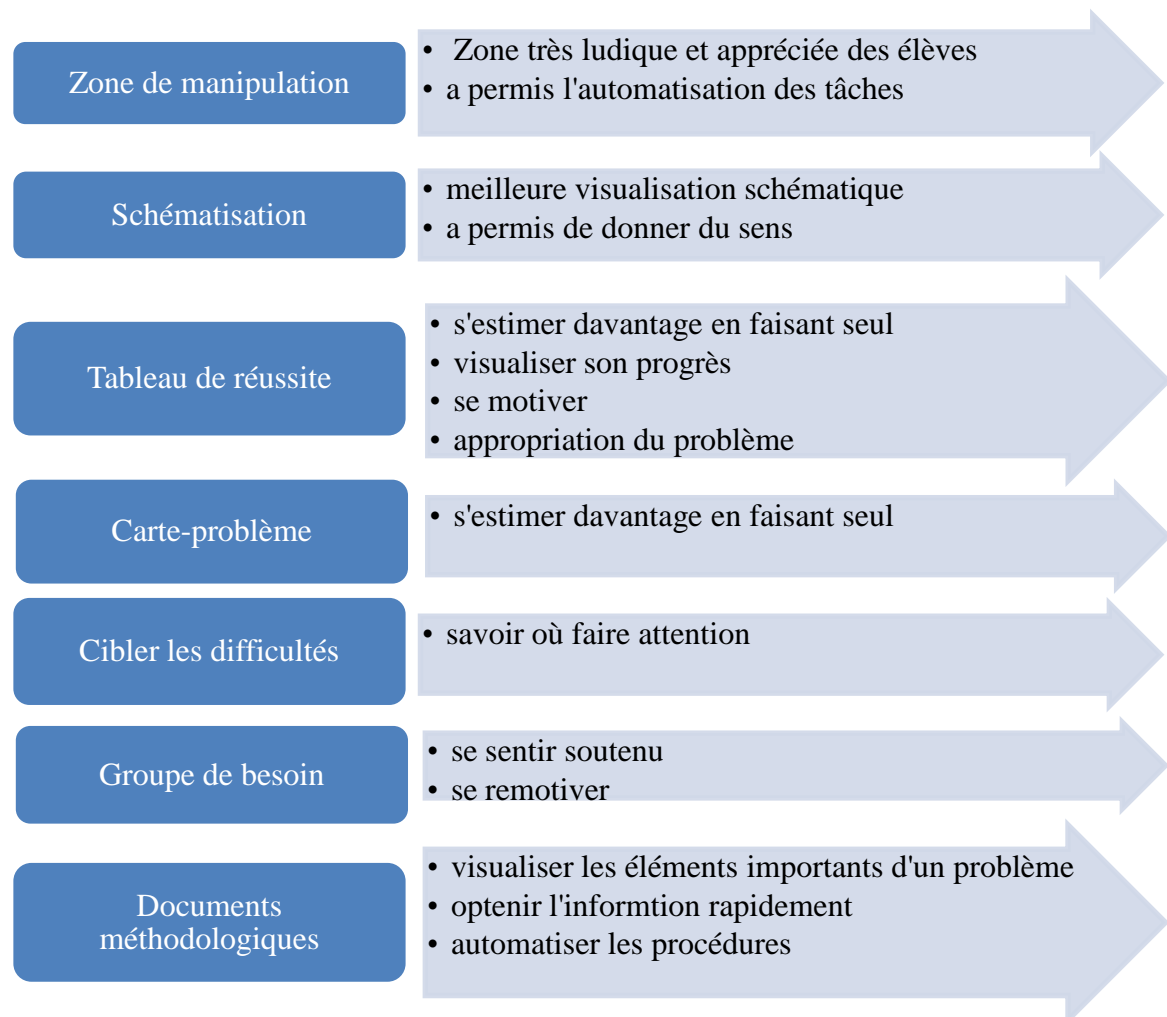 Zone de manipulation
• Zone très ludique et appréciée des élèves
• a permis l'automatisation des tâches
Schématisation
• meilleure visualisation schématique
• a permis de donner du sens
Tableau de réussite
• s'estimer davantage en faisant seul
• visualiser son progrès
• se motiver
• appropriation du problème
Carte-problème
• s'estimer davantage en faisant seul
Cibler les difficultés
• savoir où faire attention
Groupe de besoin
• se sentir soutenu
• se remotiver
Documents
méthodologiques
• visualiser les éléments importants d'un problème
• optenir l'informtion rapidement
• automatiser les procédures